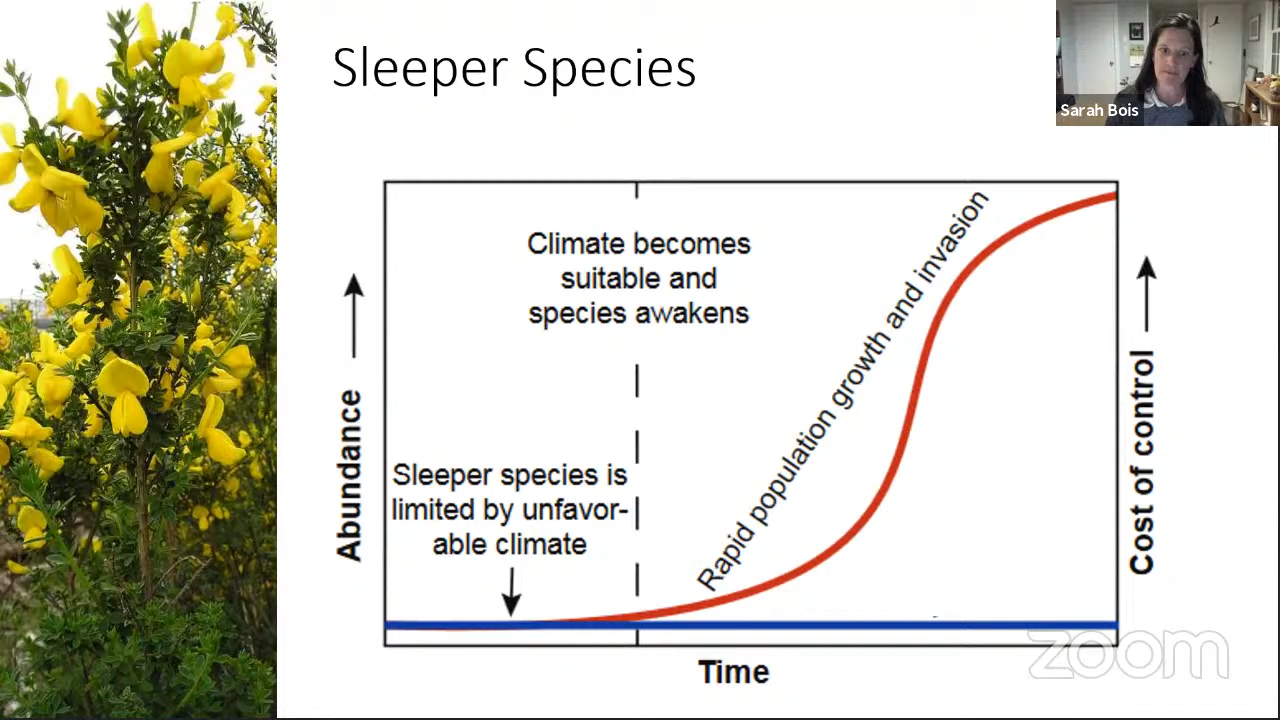 Sleeper Species
Sarah Bois
Climate becomes
suitable and
species awakens
Rapid population growth and invasion
Sleeper species is
limited by unfavor-
able climate
Abundance
Cost of control
Time
zoom